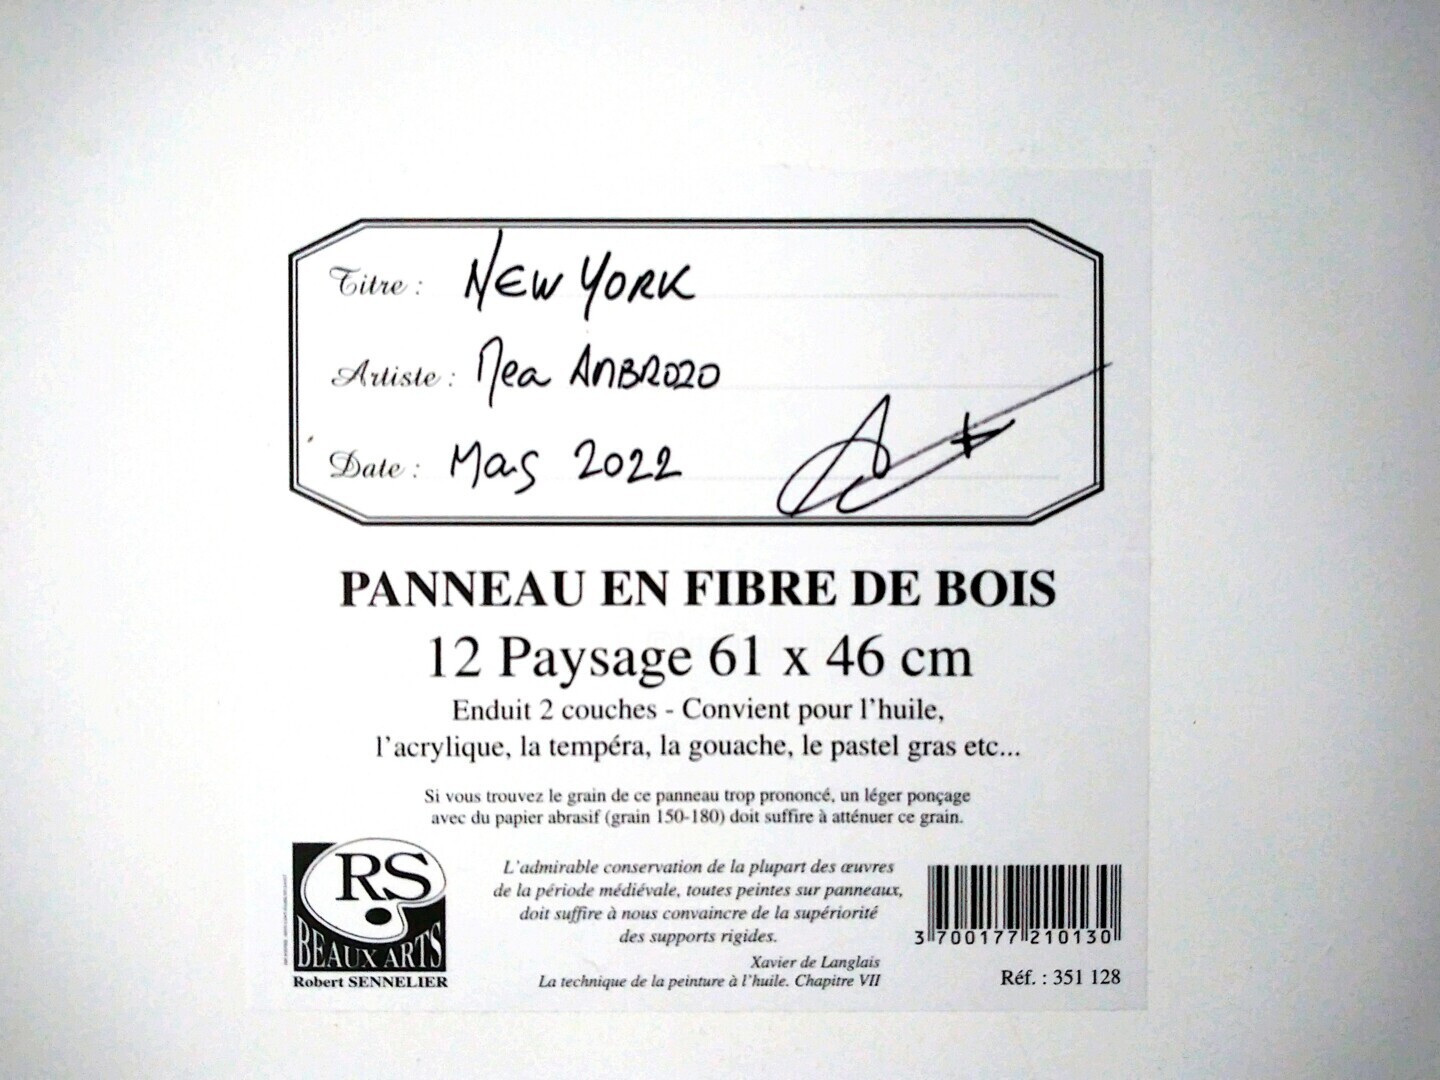 Titre : NEW YORK
Artiste : Mea AMBROZO
Date : Mars 2022
PANNEAU EN FIBRE DE BOIS
12 Paysage 61 x 46 cm
Enduit 2 couches - Convient pour l'huile,
l'acrylique, la tempéra, la gouache, le pastel gras etc...
Si vous trouvez le grain de ce panneau trop prononcé, un léger ponçage
avec du papier abrasif (grain 150-180) doit suffire à atténuer ce grain.
RS
BEAUX ARTS
Robert SENNELIER
L'admirable conservation de la plupart des œuvres
de la période médiévale, toutes peintes sur panneaux,
doit suffire à nous convaincre de la supériorité
des supports rigides.
Xavier de Langlais
La technique de la peinture à l'huile. Chapitre VII
3 700177 210130
Réf. : 351 128